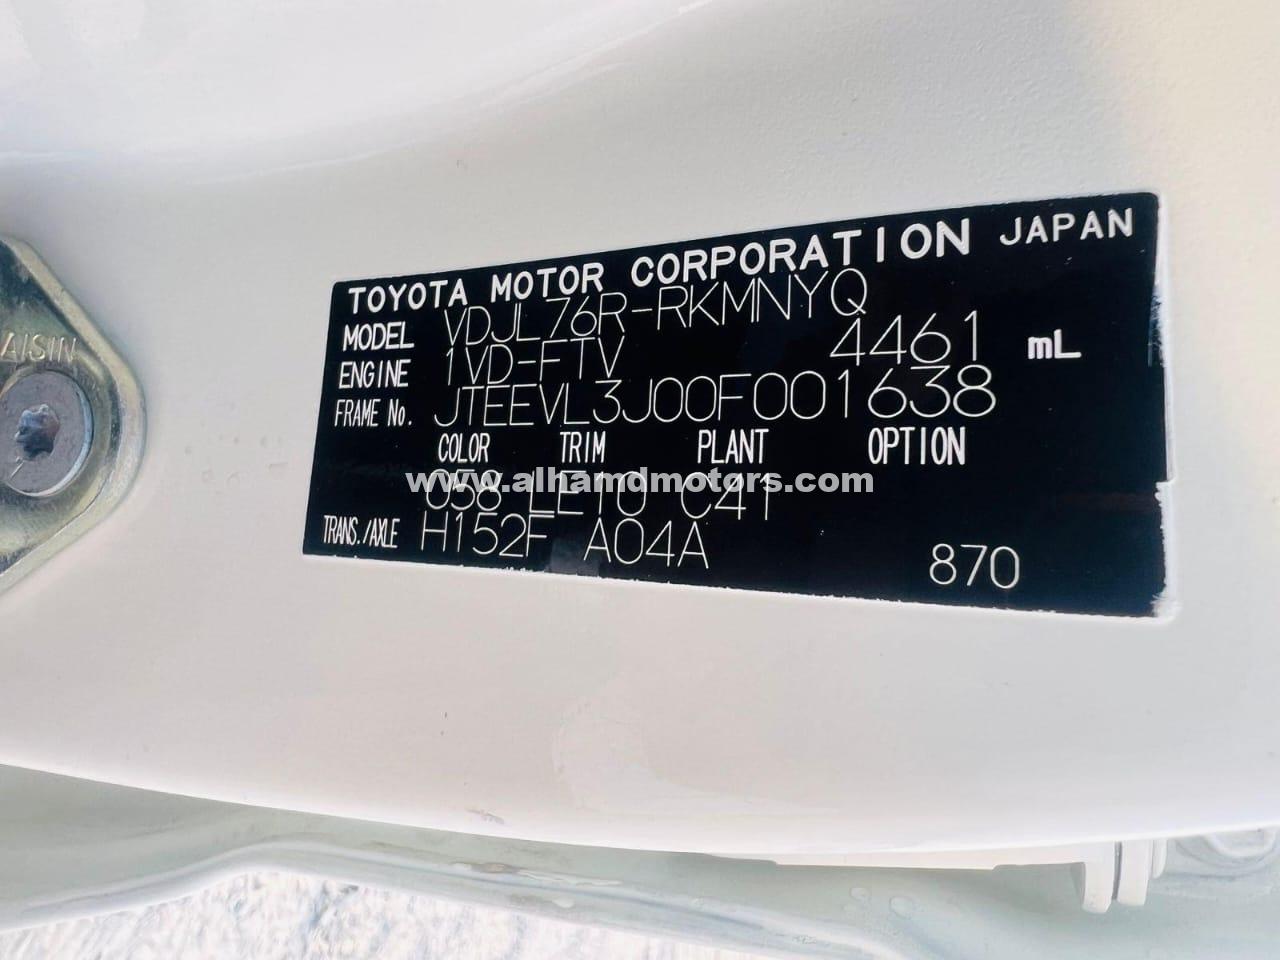 TOYOTA MOTOR CORPORATION JAPAN
MODEL VDJL76R-RKMNYQ
ENGINE 1VD-FTV 4461 mL
FRAME No. JTEEVL3J00F001638
COLOR TRIM PLANT OPTION
www.alhamdmotors.com
058 LE10 C41
TRANS./AXLE H152F A04A
870
AISIN